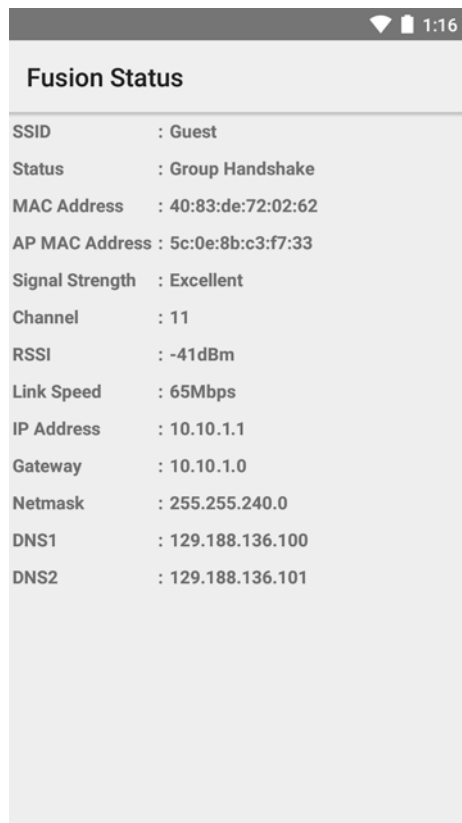 1:16
Fusion Status
SSID : Guest
Status : Group Handshake
MAC Address : 40:83:de:72:02:62
AP MAC Address : 5c:0e:8b:c3:f7:33
Signal Strength : Excellent
Channel : 11
RSSI : -41dBm
Link Speed : 65Mbps
IP Address : 10.10.1.1
Gateway : 10.10.1.0
Netmask : 255.255.240.0
DNS1 : 129.188.136.100
DNS2 : 129.188.136.101